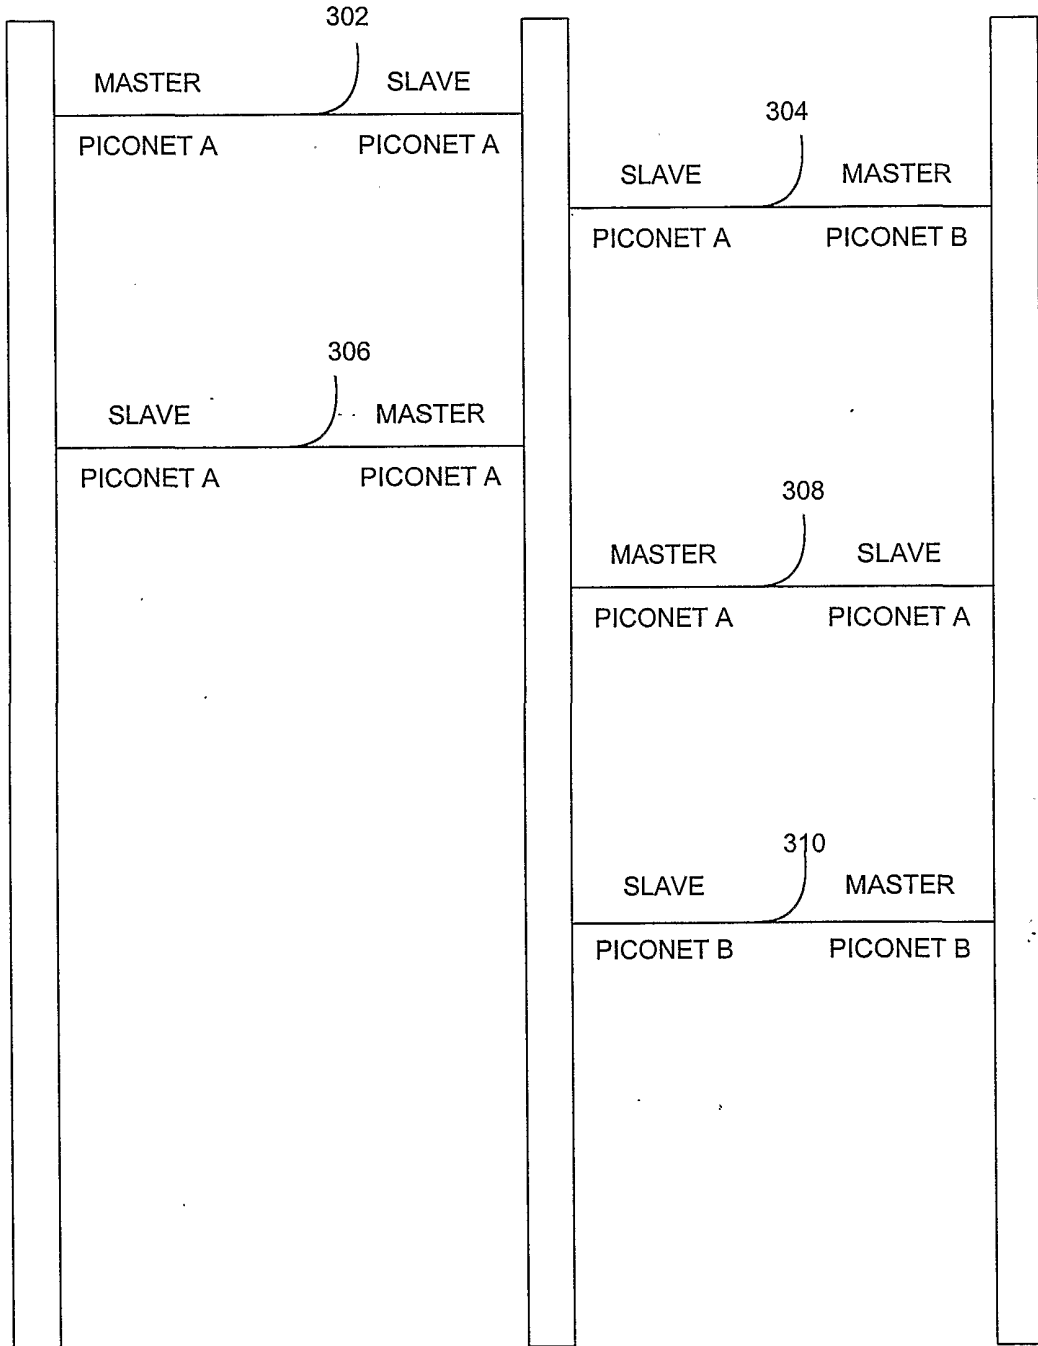 302
MASTER SLAVE
PICONET A PICONET A
304
SLAVE MASTER
PICONET A PICONET B
306
SLAVE MASTER
PICONET A PICONET A
308
MASTER SLAVE
PICONET A PICONET A
310
SLAVE MASTER
PICONET B PICONET B